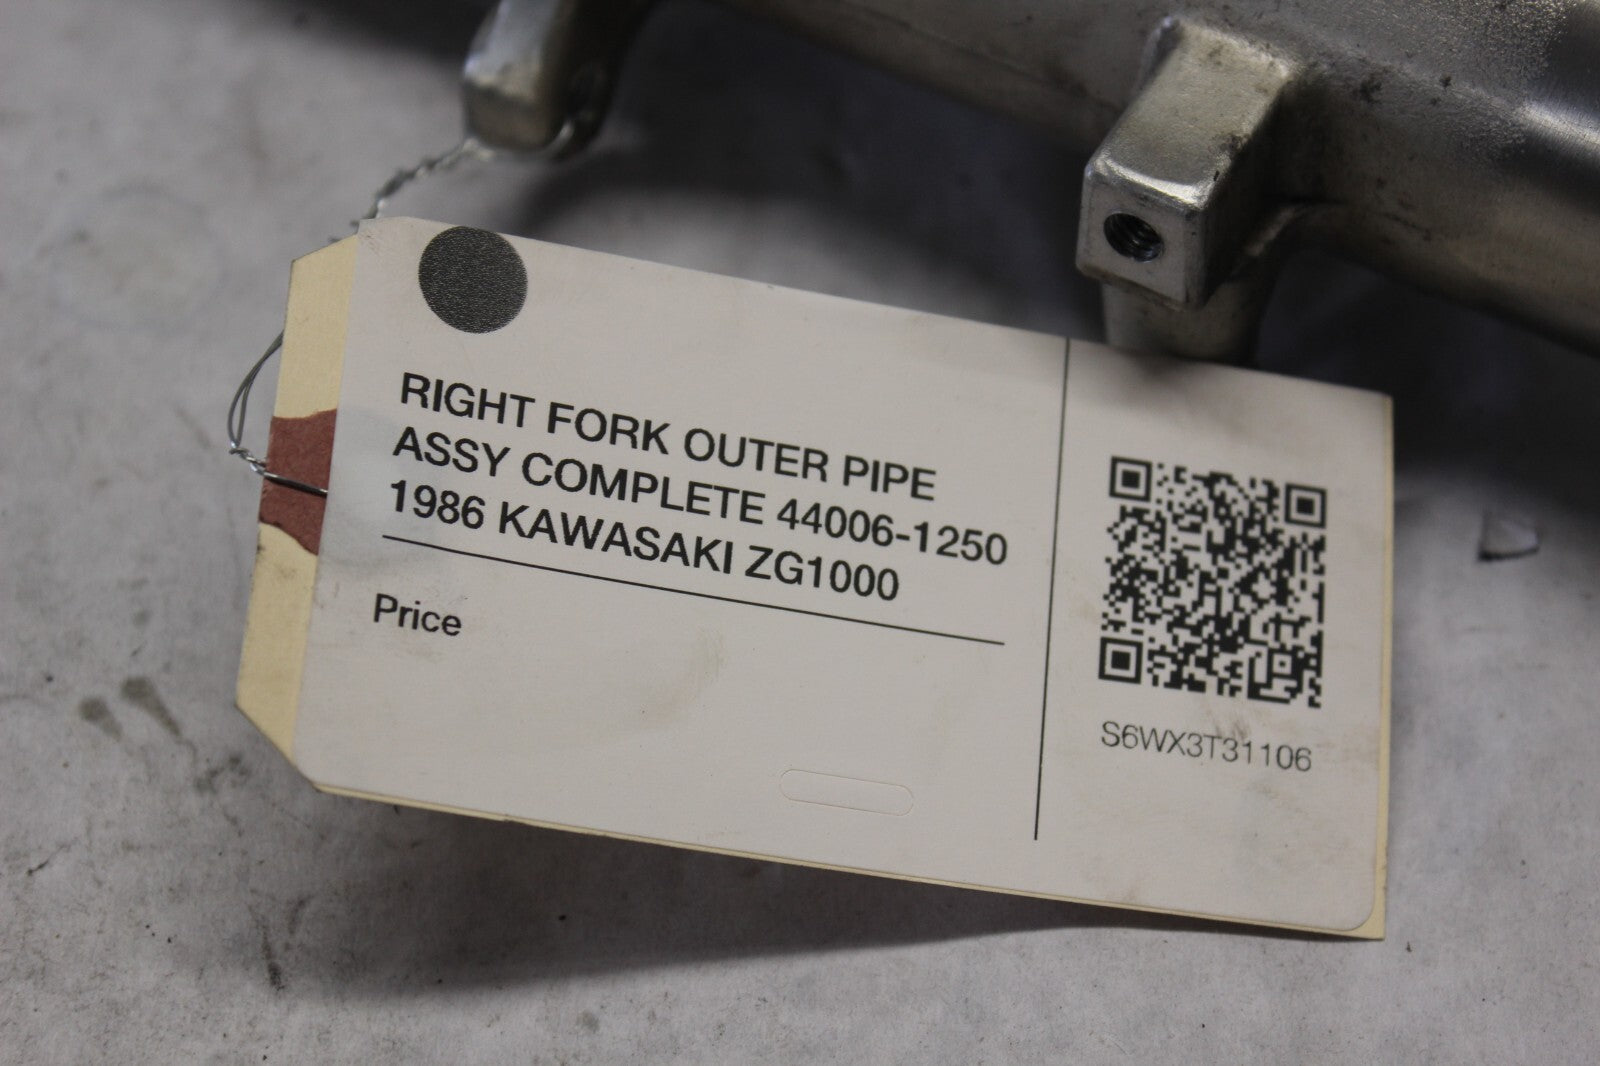 RIGHT FORK OUTER PIPE
ASSY COMPLETE 44006-1250
1986 KAWASAKI ZG1000
Price
S6WX3T31106